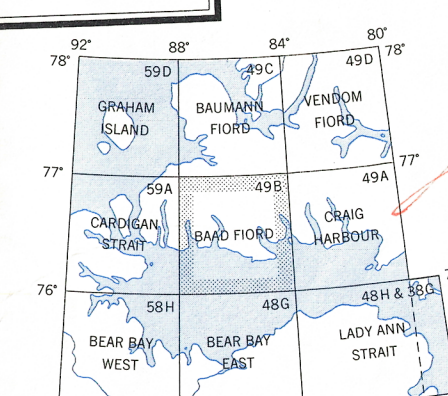 92° 88° 84° 80°
78° 78°
59D 49C 49D
GRAHAM
ISLAND
BAUMANN
FIORD
VENDOM
FIORD
77° 77°
59A 49B 49A
CARDIGAN
STRAIT
BAAD FIORD
CRAIG
HARBOUR
76°
58H 48G 48H & 38G
BEAR BAY
WEST
BEAR BAY
EAST
LADY ANN
STRAIT